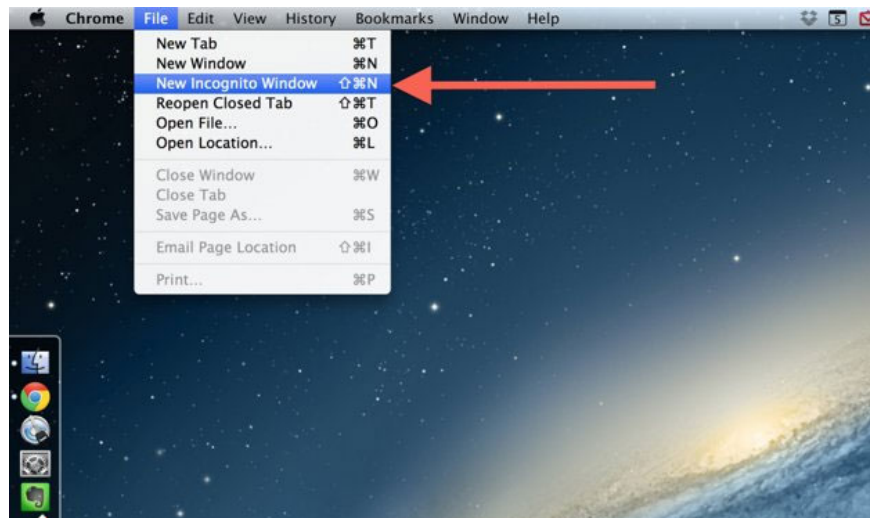 Chrome File Edit View History Bookmarks Window Help 5
New Tab ⌘T
New Window ⌘N
New Incognito Window ⇧⌘N
Reopen Closed Tab ⇧⌘T
Open File... ⌘O
Open Location... ⌘L
Close Window ⌘W
Close Tab
Save Page As... ⌘S
Email Page Location ⇧⌘I
Print... ⌘P